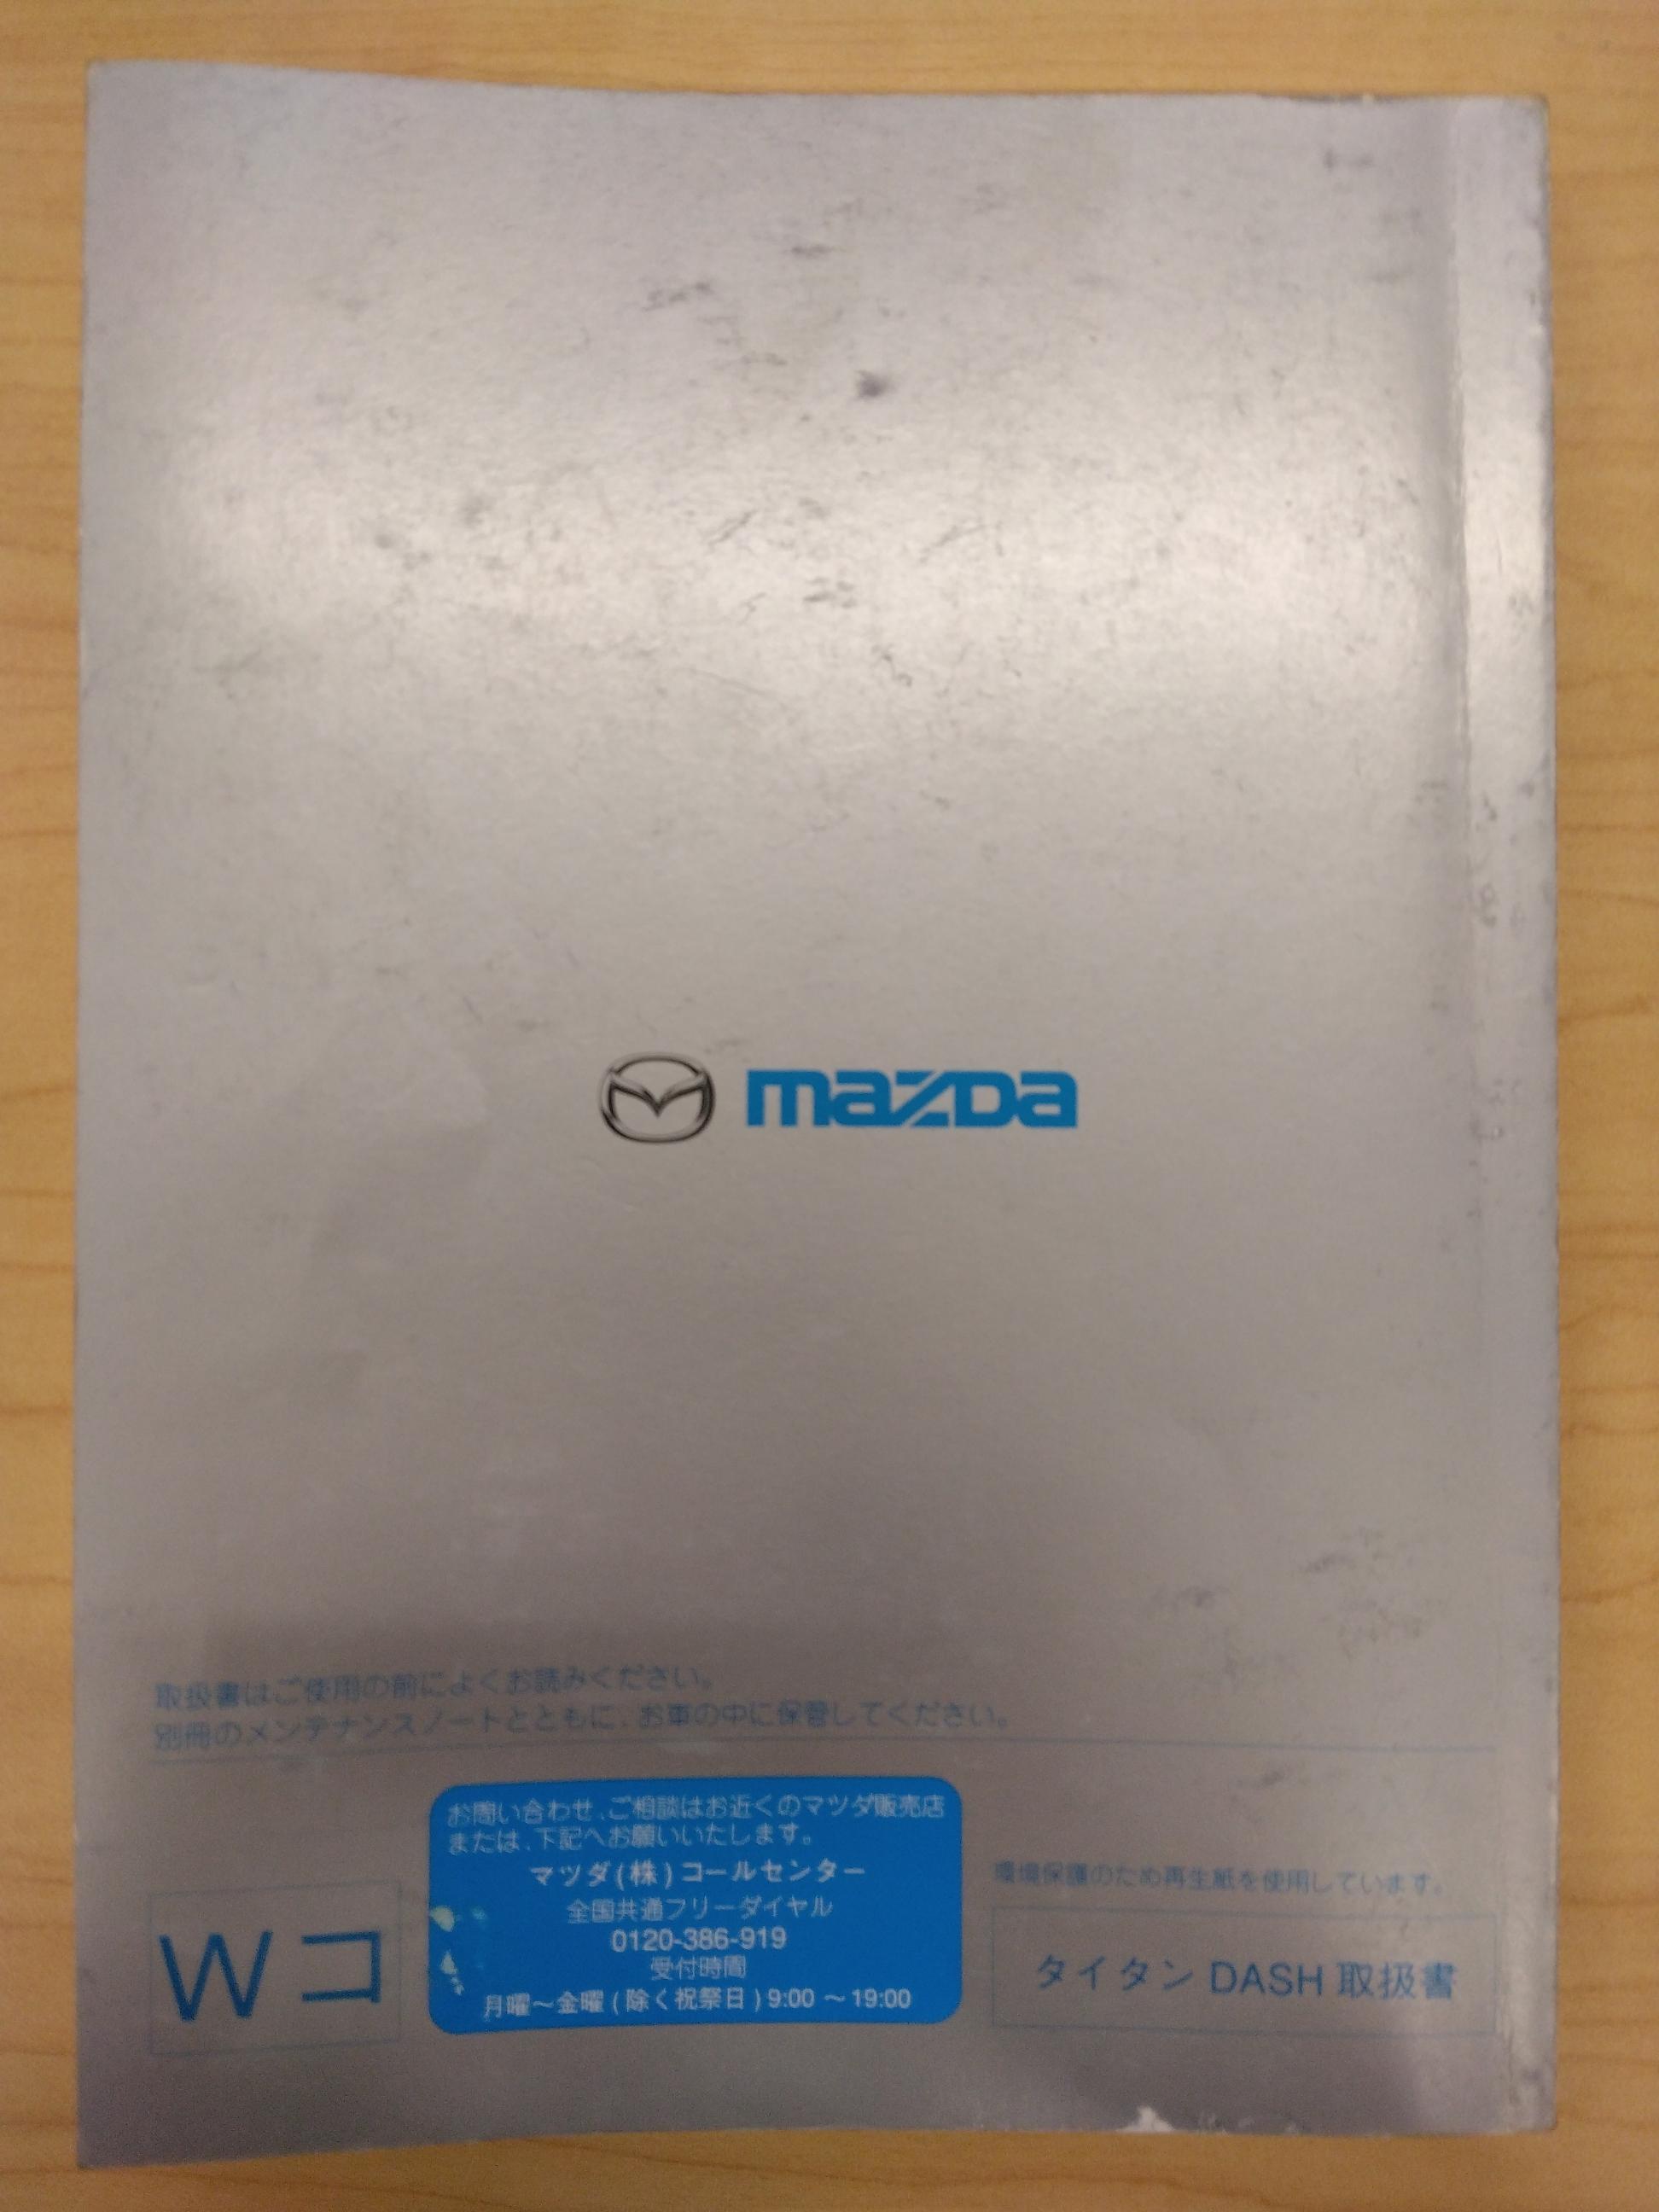 mazda
取扱書はご使用の前によくお読みください。
別冊のメンテナンスノートとともに、お車の中に保管してください。
お問い合わせ、ご相談はお近くのマツダ販売店
または、下記へお願いいたします。
マツダ(株)コールセンター
全国共通フリーダイヤル
0120-386-919
受付時間
月曜～金曜(除く祝祭日)9:00 ～19:00
Wコ
環境保護のため再生紙を使用しています。
タイタン DASH 取扱書